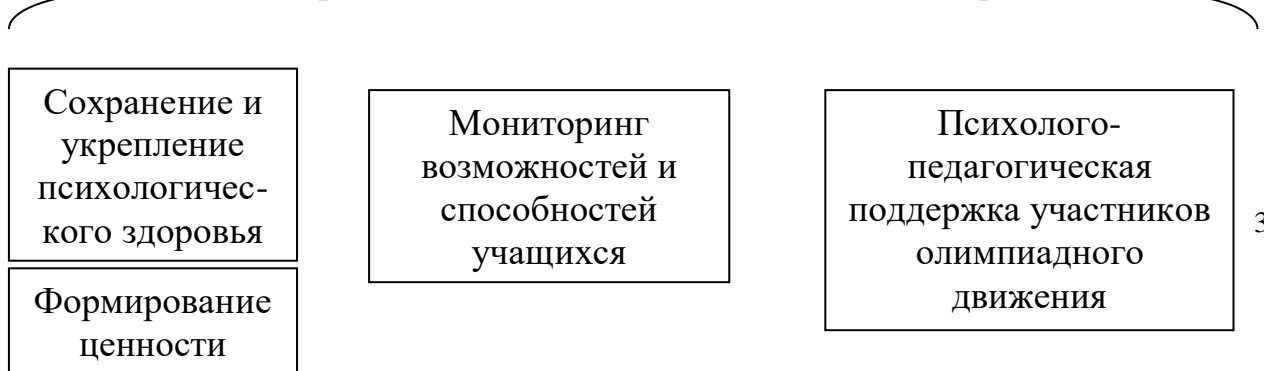 Сохранение и
укрепление
психологичес-
кого здоровья
Мониторинг
возможностей и
способностей
учащихся
Психолого-
педагогическая
поддержка участников
олимпиадного
движения
Формирование
ценности